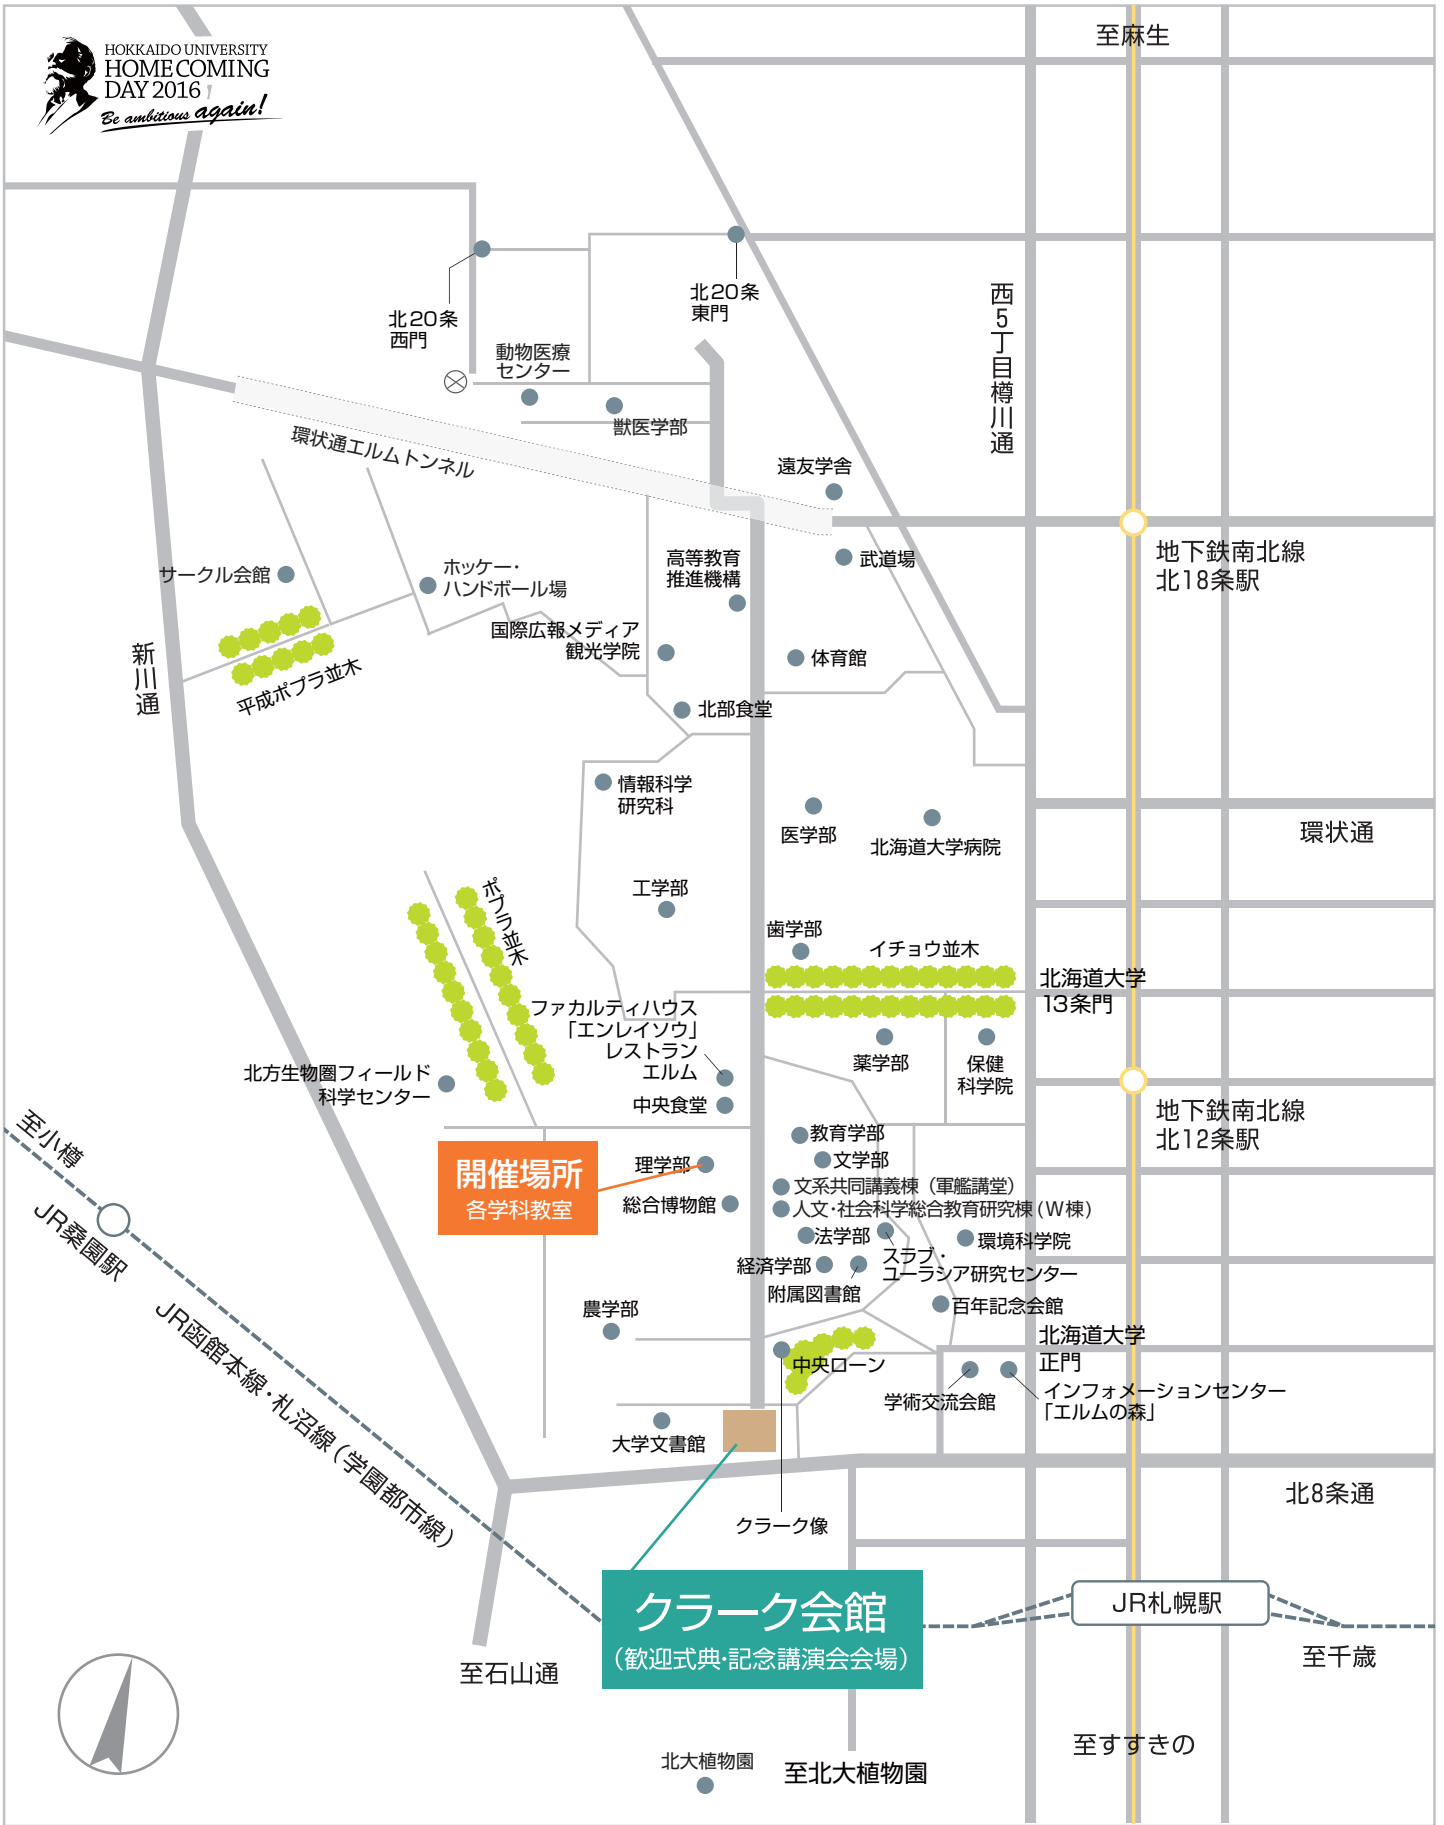 HOKKAIDO UNIVERSITY
HOME COMING
DAY 2016
Be ambitious again!
至麻生
北20条
西門
北20条
東門
西5丁目樽川通
動物医療
センター
獣医学部
環状通エルムトンネル
遠友学舎
地下鉄南北線
北18条駅
武道場
高等教育
推進機構
サークル会館
ホッケー・
ハンドボール場
国際広報メディア
観光学院
体育館
新川通
平成ポプラ並木
北部食堂
情報科学
研究科
医学部
北海道大学病院
環状通
工学部
ポプラ並木
歯学部
イチョウ並木
北海道大学
13条門
ファカルティハウス
「エンレイソウ」
レストラン
エルム
薬学部
保健
科学院
北方生物圏フィールド
科学センター
中央食堂
地下鉄南北線
北12条駅
至小樽
教育学部
文学部
開催場所
各学科教室
理学部
文系共同講義棟（軍艦講堂）
総合博物館
人文・社会科学総合教育研究棟(W棟)
JR桑園駅
法学部
スラブ・
ユーラシア研究センター
環境科学院
経済学部
附属図書館
百年記念会館
農学部
北海道大学
正門
中央ローン
学術交流会館
インフォメーションセンター
「エルムの森」
JR函館本線・札沼線（学園都市線）
大学文書館
北8条通
クラーク像
クラーク会館
（歓迎式典・記念講演会会場）
JR札幌駅
至石山通
至千歳
至すすきの
北大植物園
至北大植物園